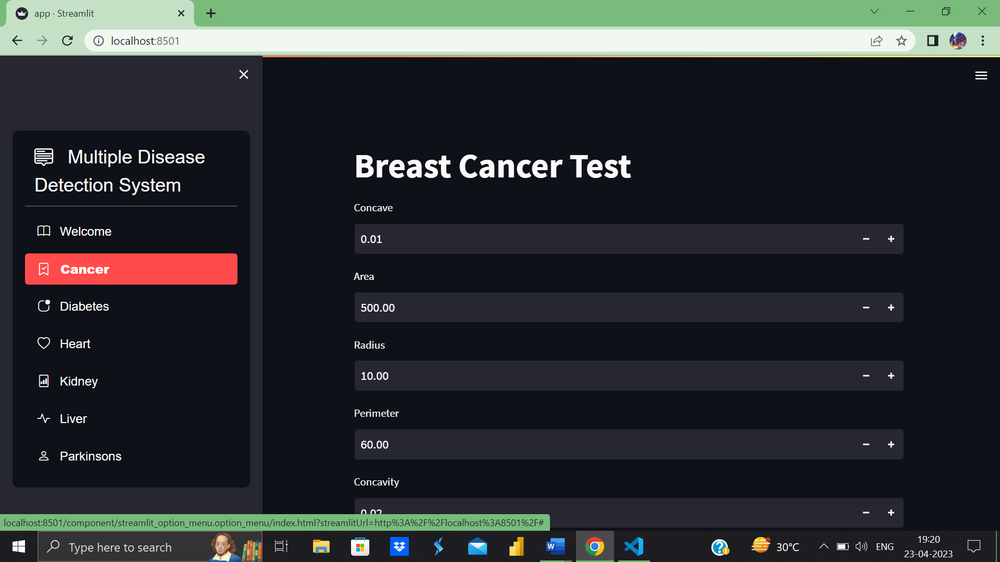 app · Streamlit
localhost:8501
Multiple Disease
Detection System
Welcome
Cancer
Diabetes
Heart
Kidney
Liver
Parkinsons
Breast Cancer Test
Concave
0.01
Area
500.00
Radius
10.00
Perimeter
60.00
Concavity
0.02
localhost:8501/component/streamlit_option_menu.option_menu/index.html?streamlitUrl=http%3A%2F%2Flocalhost%3A8501%2F#
Type here to search
30°C
ENG
19:20
23-04-2023